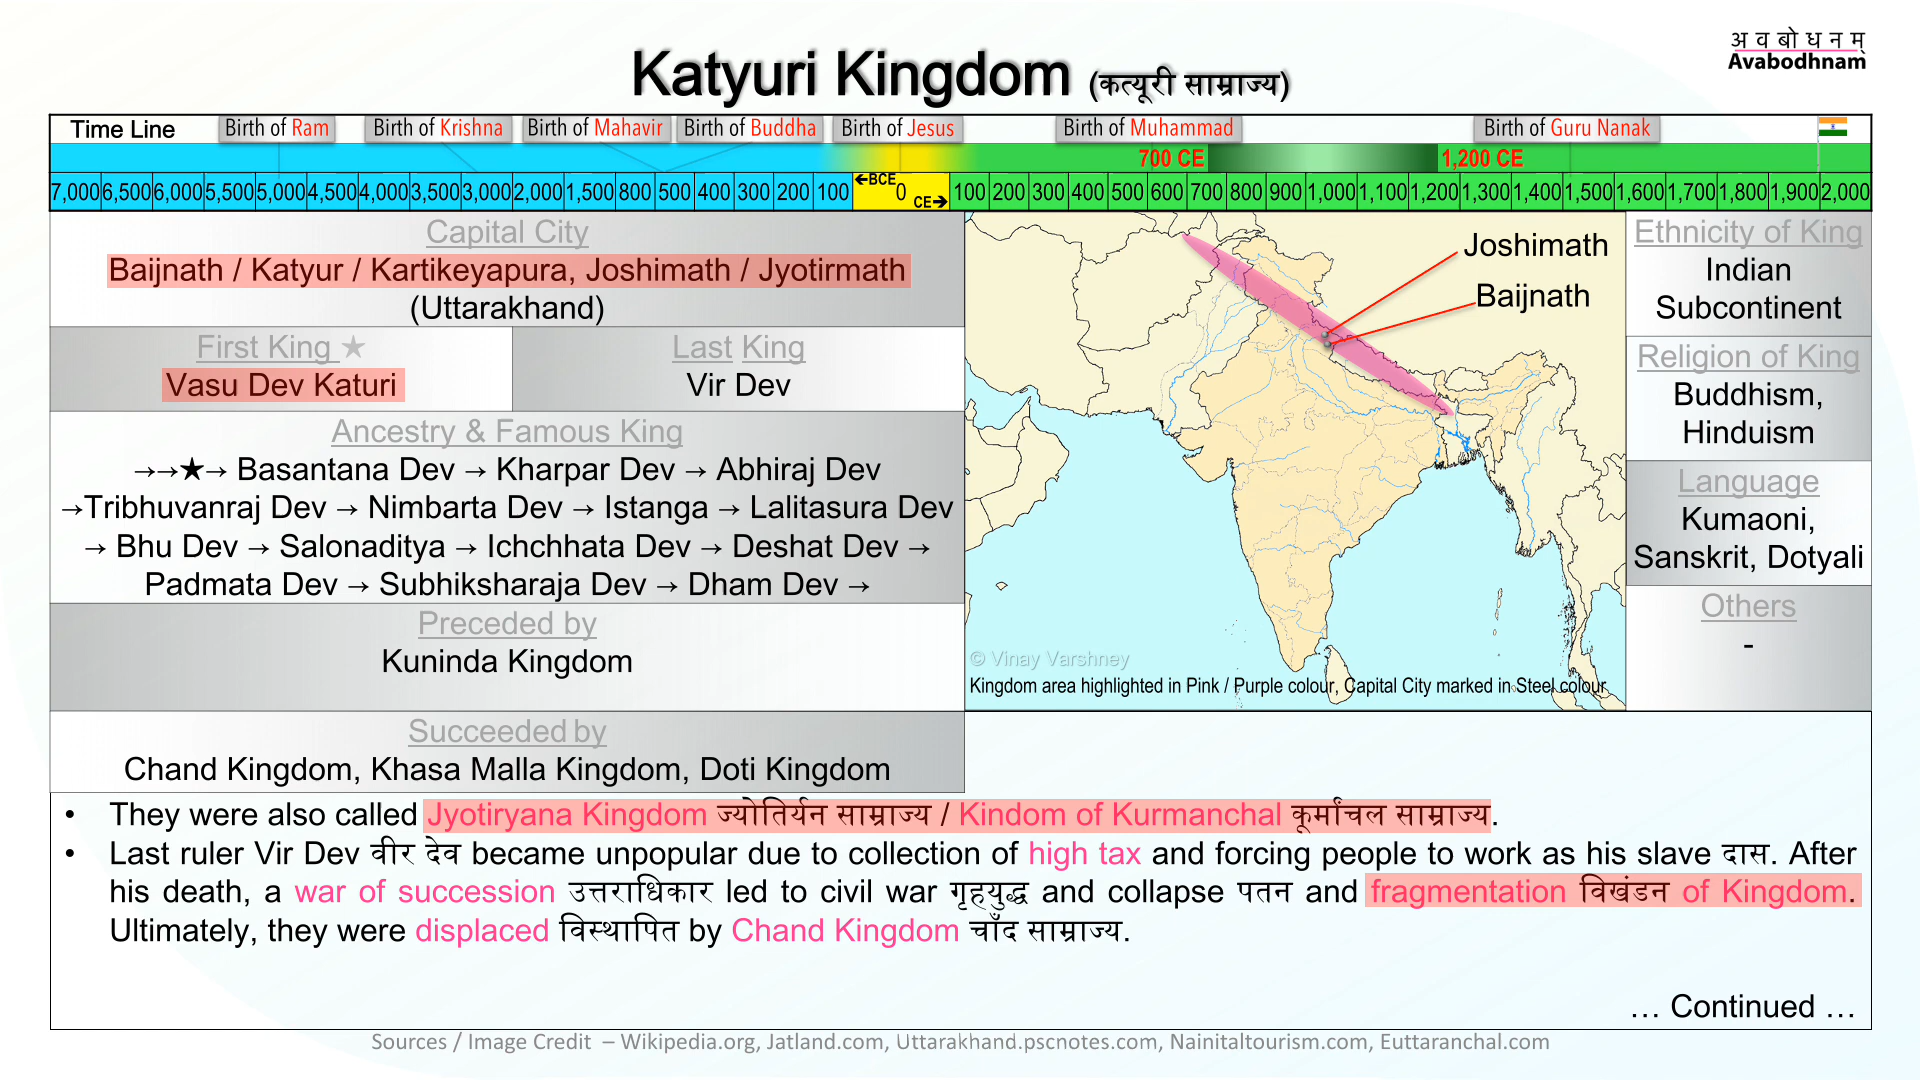 अ व बो ध न म्
Avabodhnam
Katyuri Kingdom (कत्यूरी साम्राज्य)
Time Line Birth of Ram Birth of Krishna Birth of Mahavir Birth of Buddha Birth of Jesus Birth of Muhammad Birth of Guru Nanak
700 CE 1,200 CE
7,000 6,500 6,000 5,500 5,000 4,500 4,000 3,500 3,000 2,000 1,500 800 500 400 300 200 100 ←BCE 0 CE→ 100 200 300 400 500 600 700 800 900 1,000 1,100 1,200 1,300 1,400 1,500 1,600 1,700 1,800 1,900 2,000
Capital City
Baijnath / Katyur / Kartikeyapura, Joshimath / Jyotirmath
(Uttarakhand)
First King ★
Vasu Dev Katuri
Last King
Vir Dev
Ancestry & Famous King
→→★→ Basantana Dev → Kharpar Dev → Abhiraj Dev
→Tribhuvanraj Dev → Nimbarta Dev → Istanga → Lalitasura Dev
→ Bhu Dev → Salonaditya → Ichchhata Dev → Deshat Dev →
Padmata Dev → Subhiksharaja Dev → Dham Dev →
Preceded by
Kuninda Kingdom
Succeeded by
Chand Kingdom, Khasa Malla Kingdom, Doti Kingdom
Joshimath
Baijnath
© Vinay Varshney
Kingdom area highlighted in Pink / Purple colour, Capital City marked in Steel colour
Ethnicity of King
Indian
Subcontinent
Religion of King
Buddhism,
Hinduism
Language
Kumaoni,
Sanskrit, Dotyali
Others
-
• They were also called Jyotiryana Kingdom ज्योतिर्यन साम्राज्य / Kindom of Kurmanchal कूर्मांचल साम्राज्य.
• Last ruler Vir Dev वीर देव became unpopular due to collection of high tax and forcing people to work as his slave दास. After
his death, a war of succession उत्तराधिकार led to civil war गृहयुद्ध and collapse पतन and fragmentation विखंडन of Kingdom.
Ultimately, they were displaced विस्थापित by Chand Kingdom चाँद साम्राज्य.
... Continued ...
Sources / Image Credit – Wikipedia.org, Jatland.com, Uttarakhand.pscnotes.com, Nainitaltourism.com, Euttaranchal.com